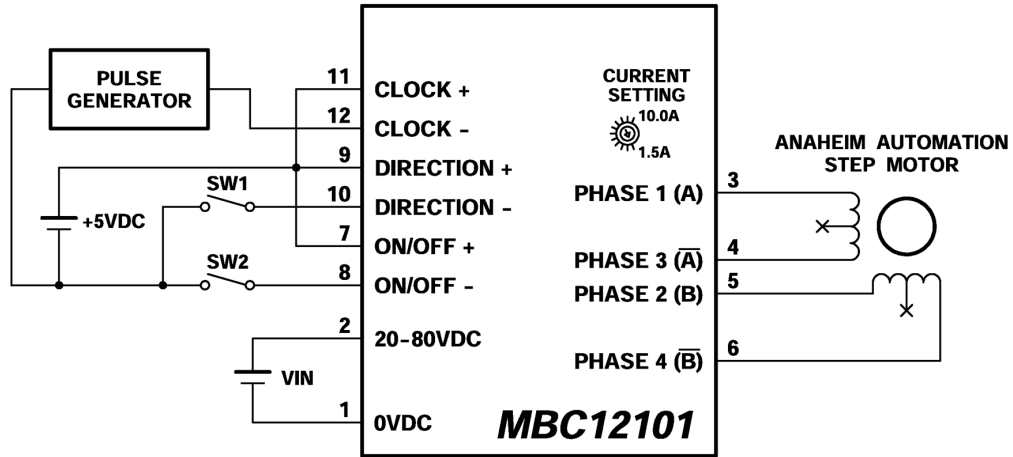 PULSE
GENERATOR
+5VDC
SW1
SW2
VIN
11
12
9
10
7
8
2
1
CLOCK +
CLOCK -
DIRECTION +
DIRECTION -
ON/OFF +
ON/OFF -
20-80VDC
0VDC
CURRENT
SETTING
10.0A
1.5A
PHASE 1 (A)
PHASE 3 (A̅)
PHASE 2 (B)
PHASE 4 (B̅)
MBC12101
3
4
5
6
ANAHEIM AUTOMATION
STEP MOTOR